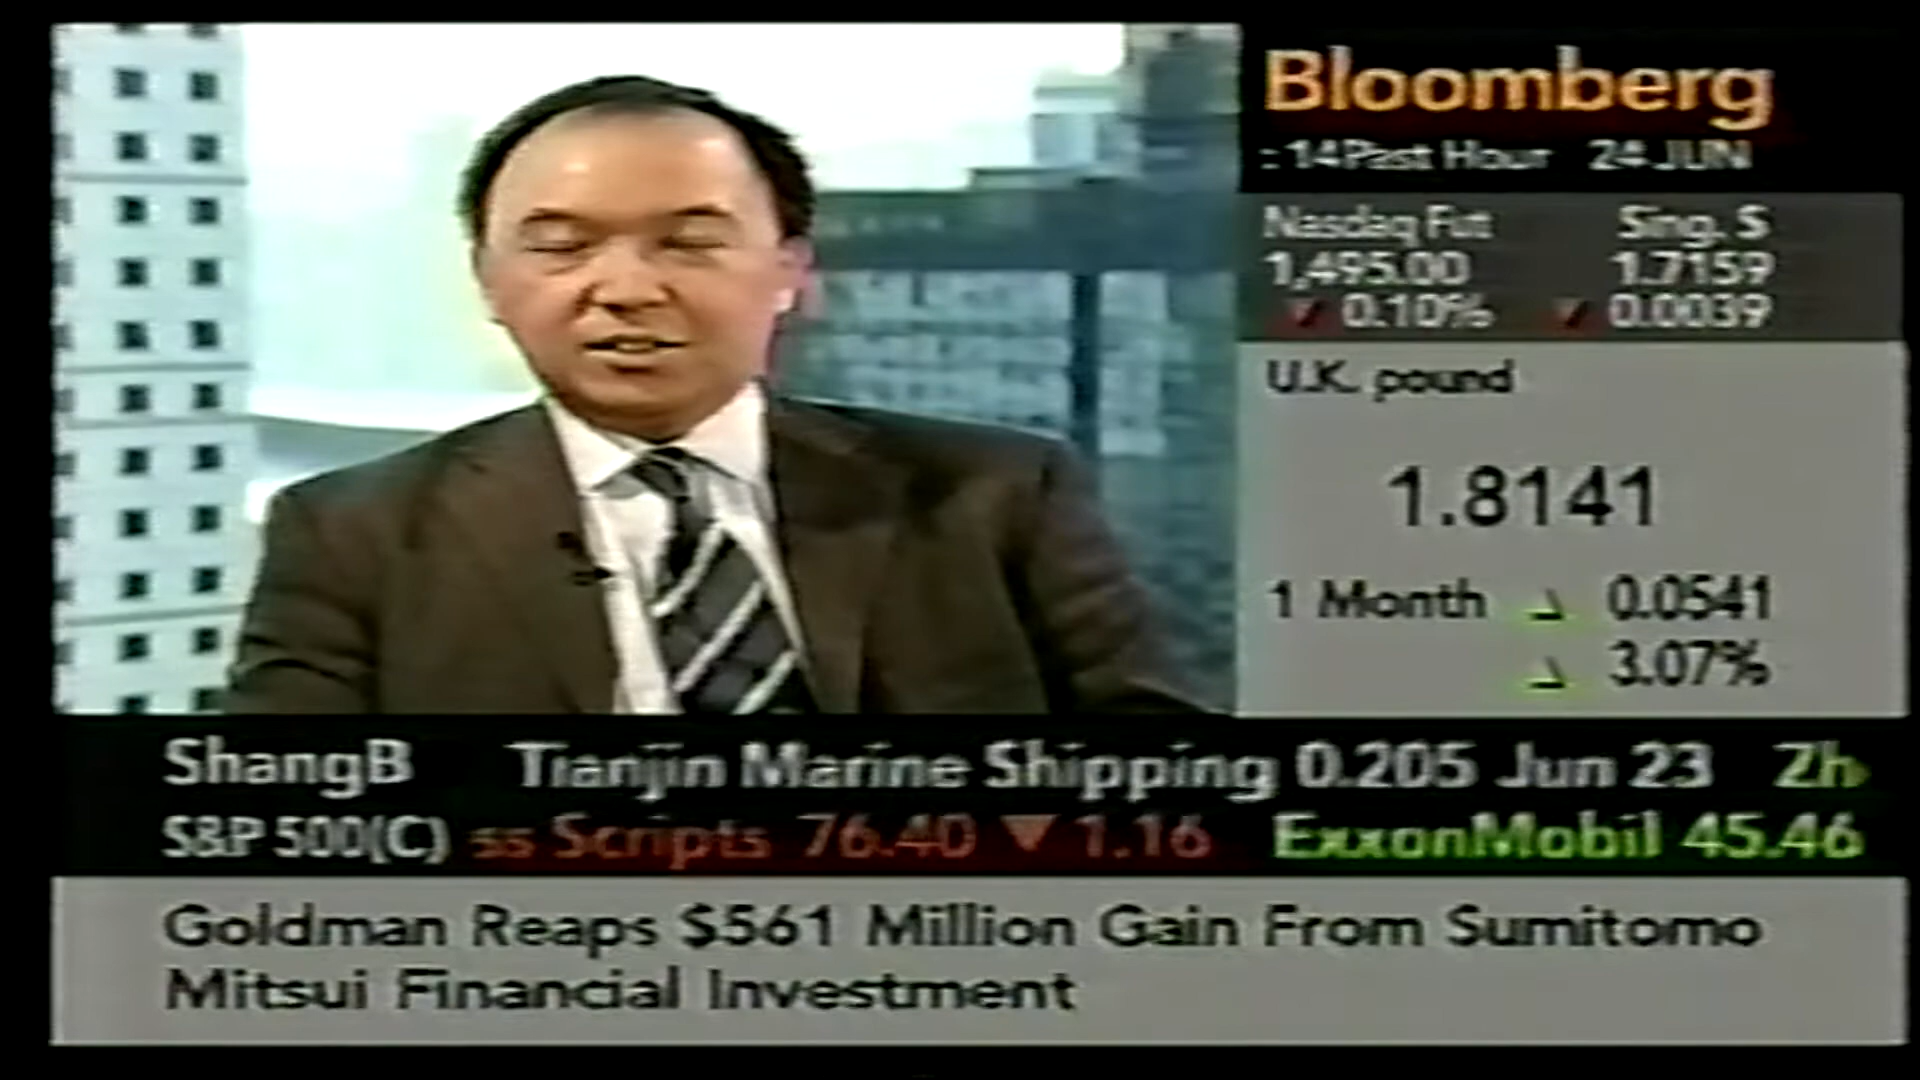 Bloomberg
:14Past Hour 24 JUN
Nasdaq Fut Sing. $
1,495.00 1.7159
▼ 0.10% ▼ 0.0039
U.K. pound
1.8141
1 Month ▲ 0.0541
▲ 3.07%
ShangB Tianjin Marine Shipping 0.205 Jun 23 Zh
S&P 500(C) ss Scripts 76.40 ▼ 1.16 ExxonMobil 45.46
Goldman Reaps $561 Million Gain From Sumitomo
Mitsui Financial Investment